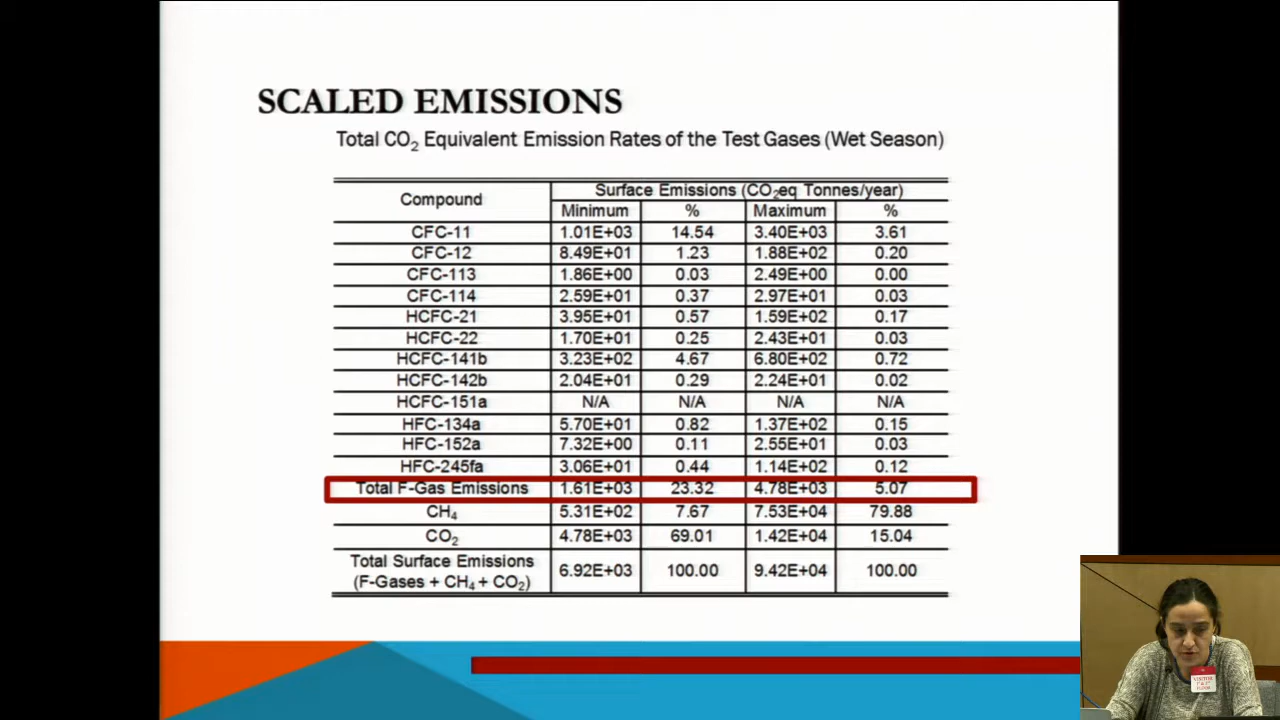 SCALED EMISSIONS
Total CO₂ Equivalent Emission Rates of the Test Gases (Wet Season)
Compound Surface Emissions (CO₂eq Tonnes/year)
Minimum % Maximum %
CFC-11 1.01E+03 14.54 3.40E+03 3.61
CFC-12 8.49E+01 1.23 1.88E+02 0.20
CFC-113 1.86E+00 0.03 2.49E+00 0.00
CFC-114 2.59E+01 0.37 2.97E+01 0.03
HCFC-21 3.95E+01 0.57 1.59E+02 0.17
HCFC-22 1.70E+01 0.25 2.43E+01 0.03
HCFC-141b 3.23E+02 4.67 6.80E+02 0.72
HCFC-142b 2.04E+01 0.29 2.24E+01 0.02
HCFC-151a N/A N/A N/A N/A
HFC-134a 5.70E+01 0.82 1.37E+02 0.15
HFC-152a 7.32E+00 0.11 2.55E+01 0.03
HFC-245fa 3.06E+01 0.44 1.14E+02 0.12
Total F-Gas Emissions 1.61E+03 23.32 4.78E+03 5.07
CH₄ 5.31E+02 7.67 7.53E+04 79.88
CO₂ 4.78E+03 69.01 1.42E+04 15.04
Total Surface Emissions
(F-Gases + CH₄ + CO₂) 6.92E+03 100.00 9.42E+04 100.00
VISITOR